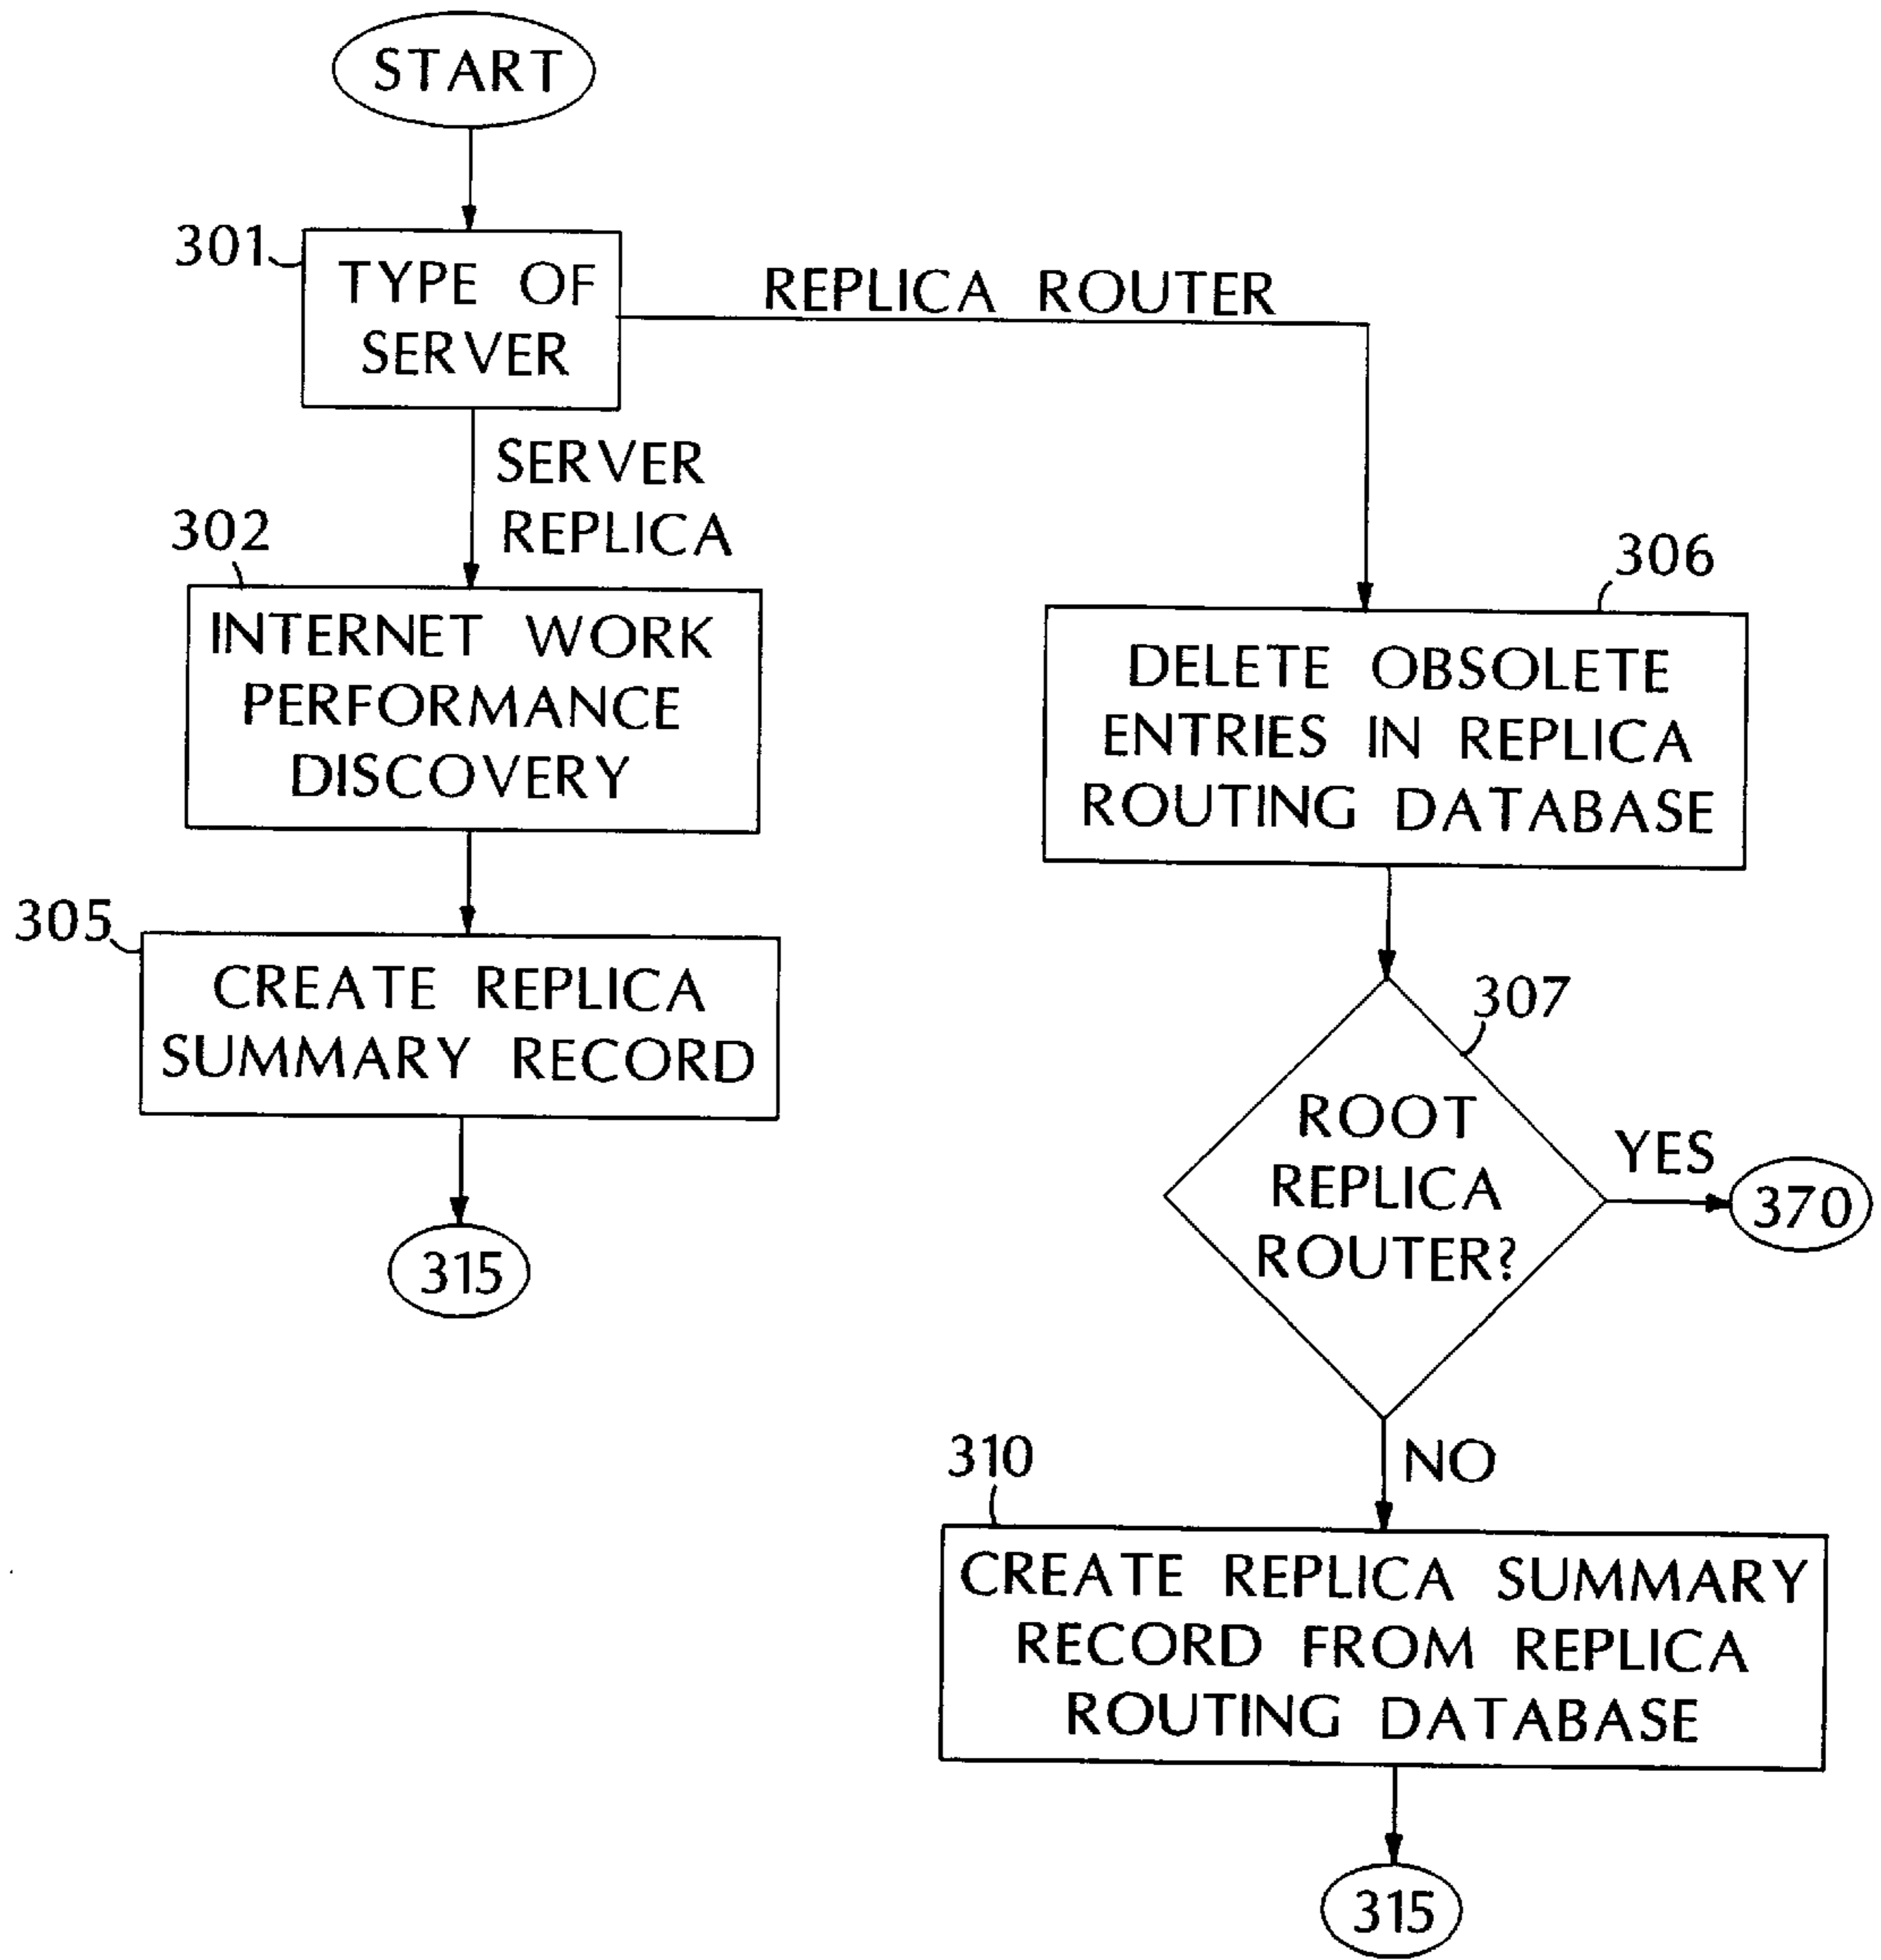 START
301
TYPE OF
SERVER
REPLICA ROUTER
SERVER
REPLICA
302
INTERNET WORK
PERFORMANCE
DISCOVERY
306
DELETE OBSOLETE
ENTRIES IN REPLICA
ROUTING DATABASE
305
CREATE REPLICA
SUMMARY RECORD
315
307
ROOT
REPLICA
ROUTER?
YES
370
NO
310
CREATE REPLICA SUMMARY
RECORD FROM REPLICA
ROUTING DATABASE
315